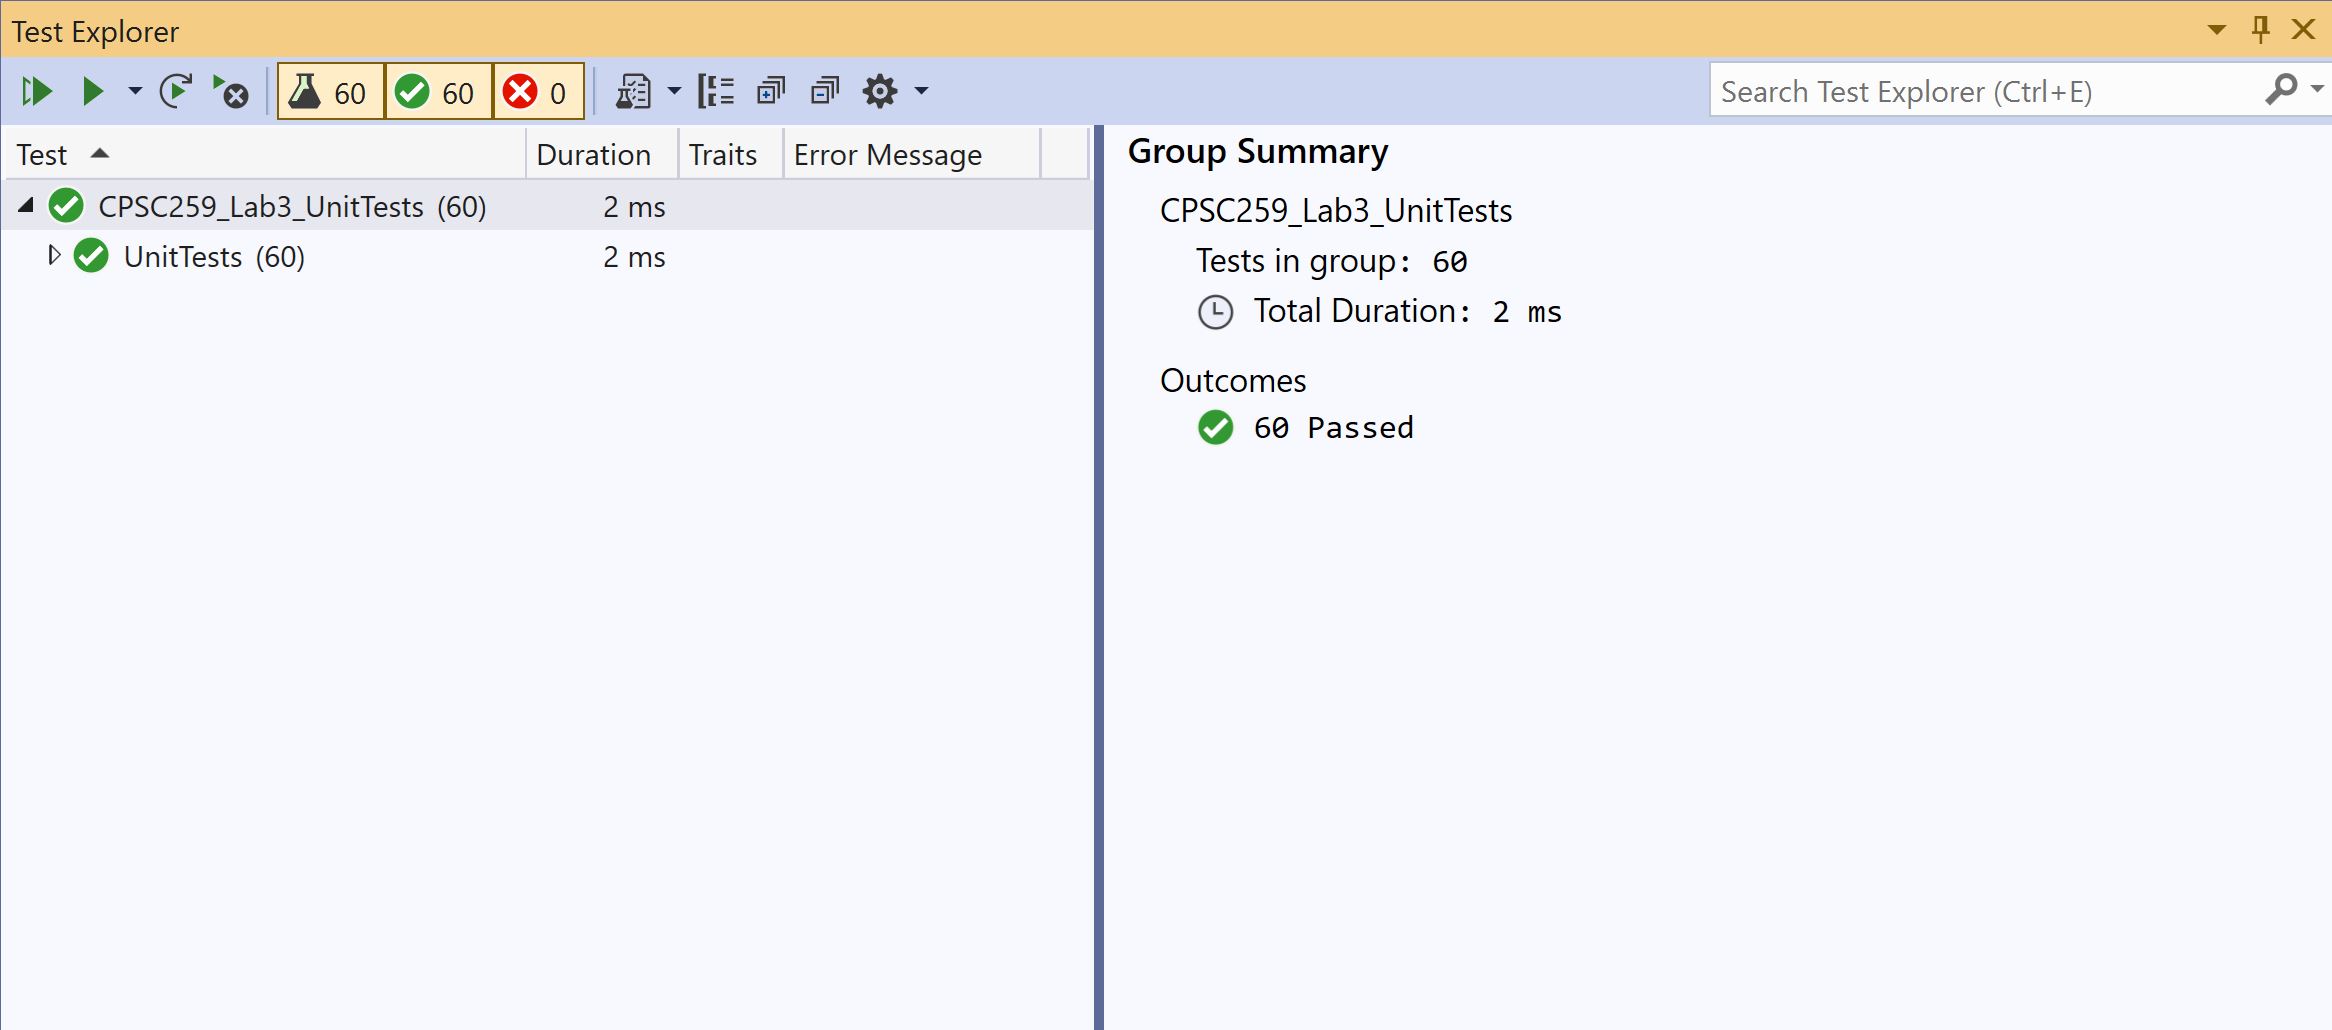 Test Explorer
60 60 0
Search Test Explorer (Ctrl+E)
Test Duration Traits Error Message
CPSC259_Lab3_UnitTests (60) 2 ms
UnitTests (60) 2 ms
Group Summary
CPSC259_Lab3_UnitTests
Tests in group: 60
Total Duration: 2 ms
Outcomes
60 Passed